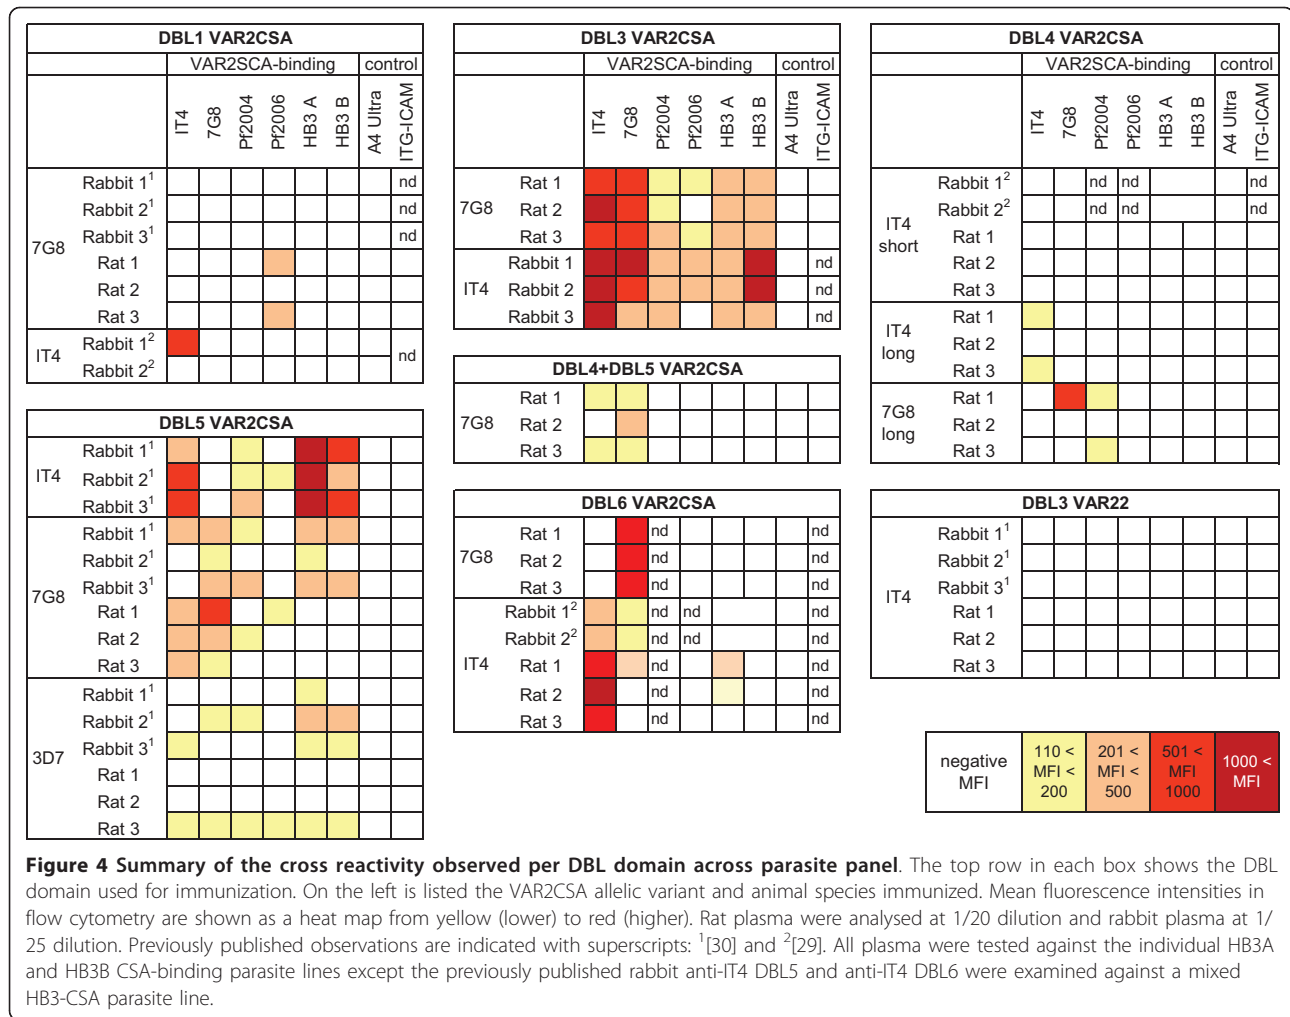 DBL1 VAR2CSA
VAR2SCA-binding control
IT4 7G8 Pf2004 Pf2006 HB3 A HB3 B A4 Ultra ITG-ICAM
7G8
Rabbit 1¹ nd
Rabbit 2¹ nd
Rabbit 3¹ nd
Rat 1
Rat 2
Rat 3
IT4
Rabbit 1² nd
Rabbit 2²
DBL5 VAR2CSA
IT4
Rabbit 1¹
Rabbit 2¹
Rabbit 3¹
7G8
Rabbit 1¹
Rabbit 2¹
Rabbit 3¹
Rat 1
Rat 2
Rat 3
3D7
Rabbit 1¹
Rabbit 2¹
Rabbit 3¹
Rat 1
Rat 2
Rat 3
DBL3 VAR2CSA
VAR2SCA-binding control
IT4 7G8 Pf2004 Pf2006 HB3 A HB3 B A4 Ultra ITG-ICAM
7G8
Rat 1
Rat 2
Rat 3
IT4
Rabbit 1 nd
Rabbit 2 nd
Rabbit 3 nd
DBL4+DBL5 VAR2CSA
7G8
Rat 1
Rat 2
Rat 3
DBL6 VAR2CSA
7G8
Rat 1 nd nd
Rat 2 nd nd
Rat 3 nd nd
IT4
Rabbit 1² nd nd nd
Rabbit 2² nd nd nd
Rat 1 nd nd
Rat 2 nd nd
Rat 3 nd nd
DBL4 VAR2CSA
VAR2SCA-binding control
IT4 7G8 Pf2004 Pf2006 HB3 A HB3 B A4 Ultra ITG-ICAM
IT4 short
Rabbit 1² nd nd nd
Rabbit 2² nd nd nd
Rat 1
Rat 2
Rat 3
IT4 long
Rat 1
Rat 2
Rat 3
7G8 long
Rat 1
Rat 2
Rat 3
DBL3 VAR22
IT4
Rabbit 1¹
Rabbit 2¹
Rabbit 3¹
Rat 1
Rat 2
Rat 3
negative MFI
110 < MFI < 200
201 < MFI < 500
501 < MFI 1000
1000 < MFI
Figure 4 Summary of the cross reactivity observed per DBL domain across parasite panel. The top row in each box shows the DBL
domain used for immunization. On the left is listed the VAR2CSA allelic variant and animal species immunized. Mean fluorescence intensities in
flow cytometry are shown as a heat map from yellow (lower) to red (higher). Rat plasma were analysed at 1/20 dilution and rabbit plasma at 1/
25 dilution. Previously published observations are indicated with superscripts: ¹[30] and ²[29]. All plasma were tested against the individual HB3A
and HB3B CSA-binding parasite lines except the previously published rabbit anti-IT4 DBL5 and anti-IT4 DBL6 were examined against a mixed
HB3-CSA parasite line.